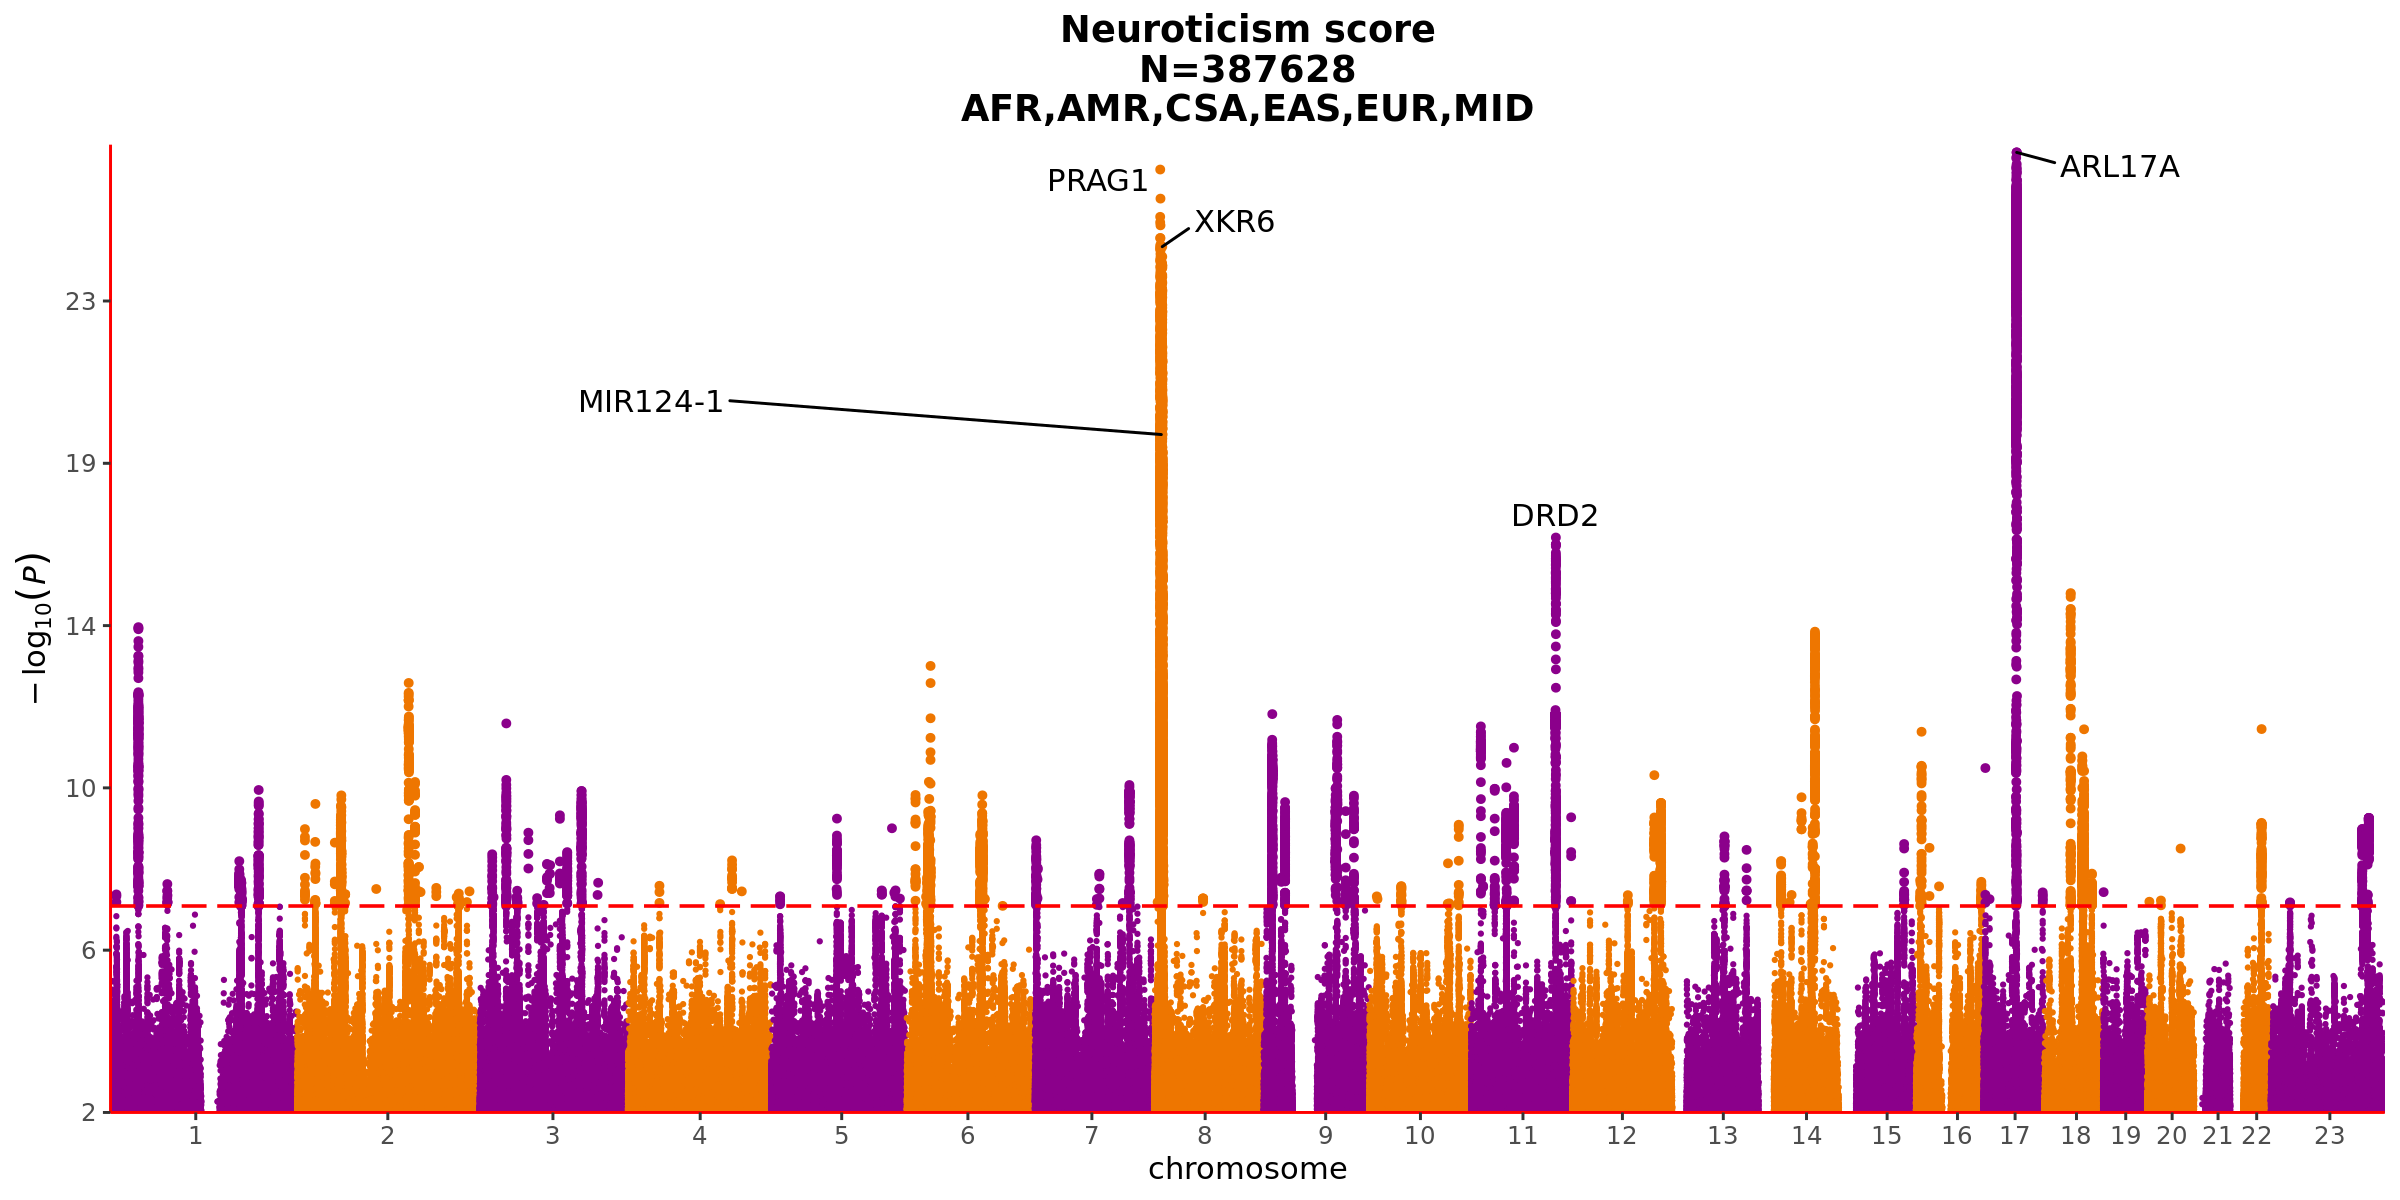 Neuroticism score
N=387628
AFR,AMR,CSA,EAS,EUR,MID
PRAG1
ARL17A
XKR6
23
MIR124-1
19
DRD2
14
10
6
2
−log10(P)
1 2 3 4 5 6 7 8 9 10 11 12 13 14 15 16 17 18 19 20 21 22 23
chromosome